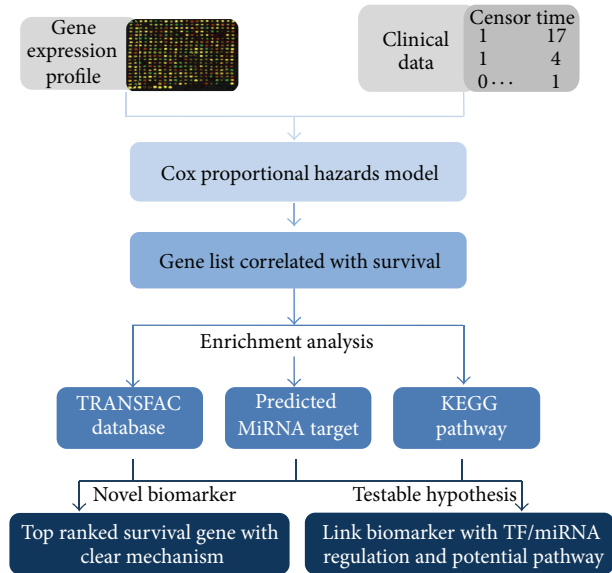 Gene
expression
profile
Clinical
data
Censor time
1 17
1 4
0··· 1
Cox proportional hazards model
Gene list correlated with survival
Enrichment analysis
TRANSFAC
database
Predicted
MiRNA target
KEGG
pathway
Novel biomarker
Testable hypothesis
Top ranked survival gene with
clear mechanism
Link biomarker with TF/miRNA
regulation and potential pathway